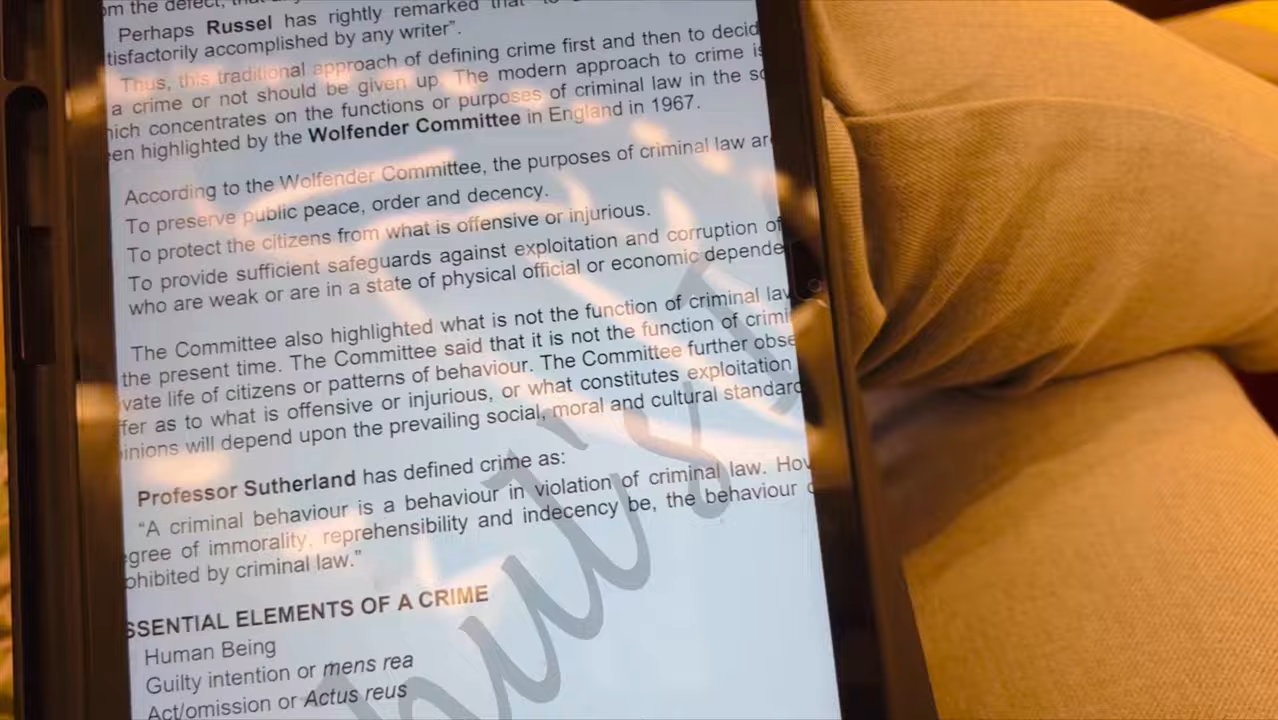 om the defect, that
Perhaps Russel has rightly remarked that
tisfactorily accomplished by any writer”.
Thus, this traditional approach of defining crime first and then to decid
a crime or not should be given up. The modern approach to crime is
hich concentrates on the functions or purposes of criminal law in the so
en highlighted by the Wolfender Committee in England in 1967.
According to the Wolfender Committee, the purposes of criminal law ar
To preserve public peace, order and decency.
To protect the citizens from what is offensive or injurious.
To provide sufficient safeguards against exploitation and corruption of
who are weak or are in a state of physical official or economic depende
The Committee also highlighted what is not the function of criminal law
the present time. The Committee said that it is not the function of crimi
vate life of citizens or patterns of behaviour. The Committee further obse
fer as to what is offensive or injurious, or what constitutes exploitation
inions will depend upon the prevailing social, moral and cultural standard
Professor Sutherland has defined crime as:
“A criminal behaviour is a behaviour in violation of criminal law. How
egree of immorality, reprehensibility and indecency be, the behaviour
ohibited by criminal law.”
SSENTIAL ELEMENTS OF A CRIME
Human Being
Guilty intention or mens rea
Act/omission or Actus reus